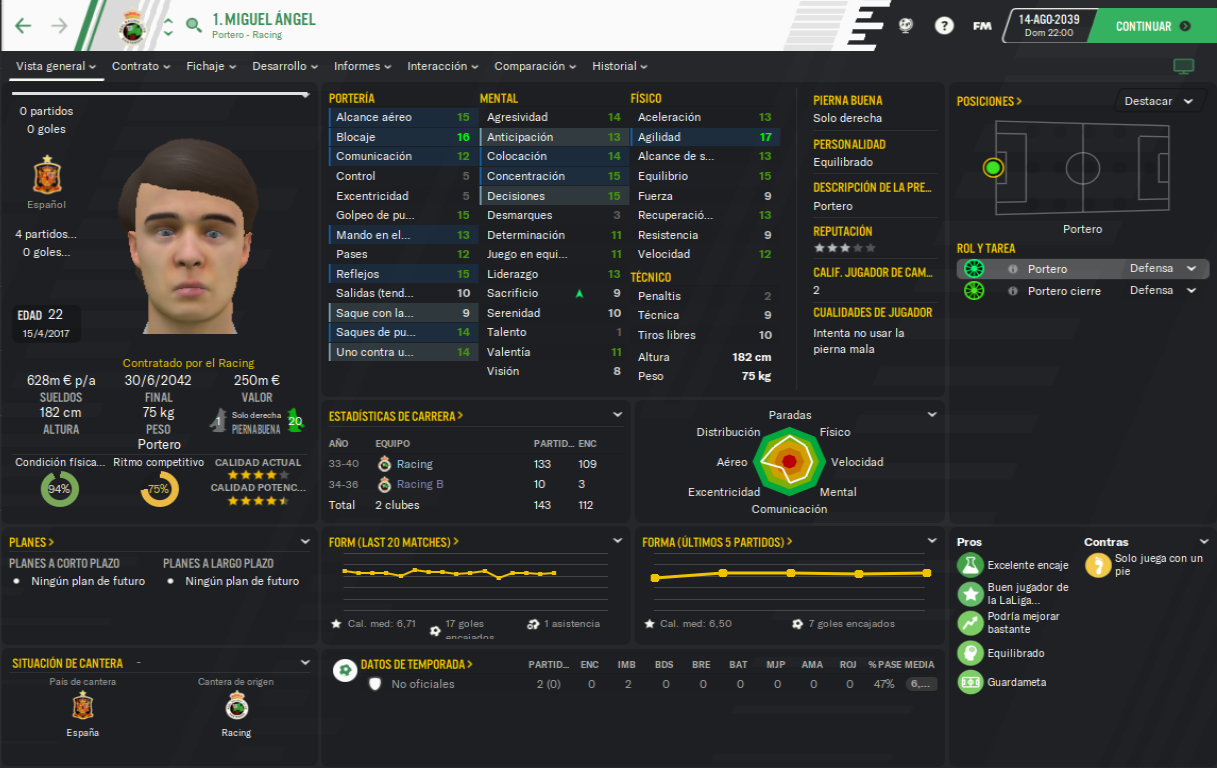 1. MIGUEL ÁNGEL
Portero - Racing
?
FM
14-AGO-2039
Dom 22:00
CONTINUAR
Vista general
Contrato
Fichaje
Desarrollo
Informes
Interacción
Comparación
Historial
0 partidos
0 goles
Español
4 partidos...
0 goles...
EDAD 22
15/4/2017
Contratado por el Racing
628m € p/a
SUELDOS
30/6/2042
FINAL
250m €
VALOR
182 cm
ALTURA
75 kg
PESO
1
Solo derecha
PIERNA BUENA
20
Portero
Condición física...
94%
Ritmo competitivo
75%
CALIDAD ACTUAL
CALIDAD POTENC...
PORTERÍA
Alcance aéreo 15
Blocaje 16
Comunicación 12
Control 5
Excentricidad 5
Golpeo de pu... 15
Mando en el... 13
Pases 12
Reflejos 15
Salidas (tend... 10
Saque con la... 9
Saques de pu... 14
Uno contra u... 14
MENTAL
Agresividad 14
Anticipación 13
Colocación 14
Concentración 15
Decisiones 15
Desmarques 3
Determinación 11
Juego en equi... 11
Liderazgo 13
Sacrificio 9
Serenidad 10
Talento 1
Valentía 11
Visión 8
FÍSICO
Aceleración 13
Agilidad 17
Alcance de s... 13
Equilibrio 15
Fuerza 9
Recuperació... 13
Resistencia 9
Velocidad 12
TÉCNICO
Penaltis 2
Técnica 9
Tiros libres 10
Altura 182 cm
Peso 75 kg
PIERNA BUENA
Solo derecha
PERSONALIDAD
Equilibrado
DESCRIPCIÓN DE LA PRE...
Portero
REPUTACIÓN
CALIF. JUGADOR DE CAM...
2
CUALIDADES DE JUGADOR
Intenta no usar la
pierna mala
POSICIONES >
Destacar
Portero
ROL Y TAREA
Portero Defensa
Portero cierre Defensa
ESTADÍSTICAS DE CARRERA >
AÑO EQUIPO PARTID... ENC
33-40 Racing 133 109
34-36 Racing B 10 3
Total 2 clubes 143 112
Paradas
Distribución
Físico
Aéreo
Velocidad
Excentricidad
Mental
Comunicación
PLANES >
PLANES A CORTO PLAZO
Ningún plan de futuro
PLANES A LARGO PLAZO
Ningún plan de futuro
FORM (LAST 20 MATCHES) >
Cal. med: 6,71
17 goles
encajados
1 asistencia
FORMA (ÚLTIMOS 5 PARTIDOS) >
Cal. med: 6,50
7 goles encajados
Pros
Excelente encaje
Buen jugador de
la LaLiga...
Podría mejorar
bastante
Equilibrado
Guardameta
Contras
Solo juega con un
pie
SITUACIÓN DE CANTERA -
País de cantera
España
Cantera de origen
Racing
DATOS DE TEMPORADA > PARTID... ENC IMB BDS BRE BAT MJP AMA ROJ % PASE MEDIA
No oficiales 2 (0) 0 2 0 0 0 0 0 0 47% 6,...